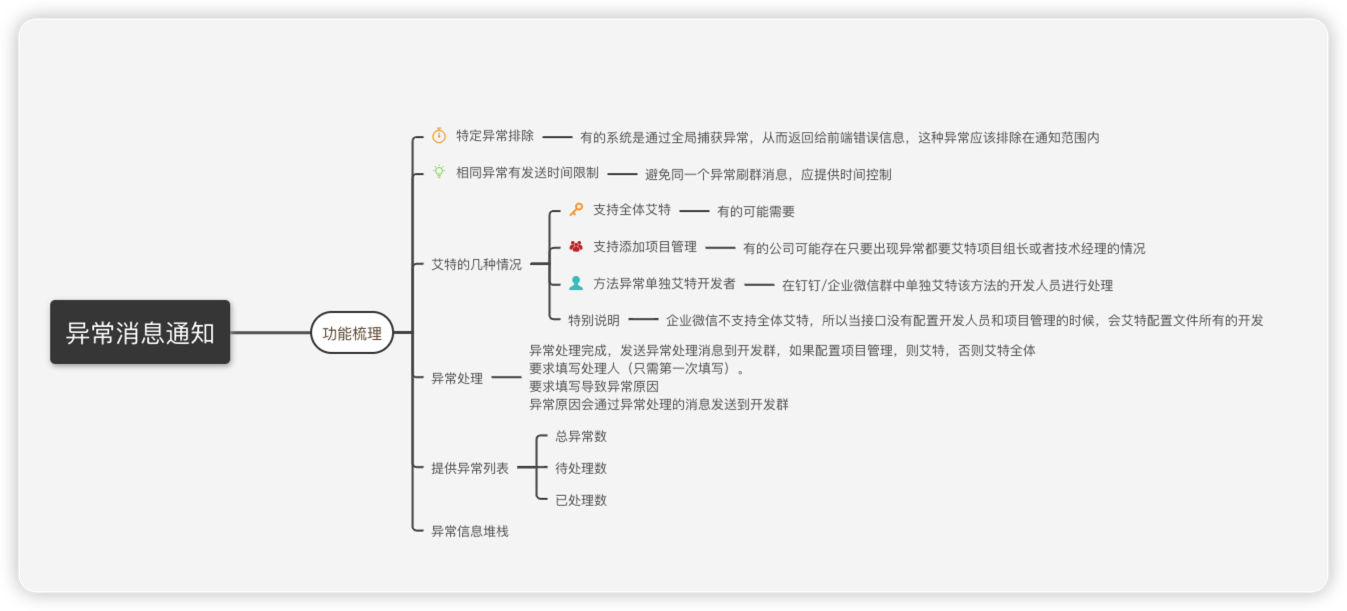 异常消息通知
功能梳理
特定异常排除
有的系统是通过全局捕获异常，从而返回给前端错误信息，这种异常应该排除在通知范围内
相同异常有发送时间限制
避免同一个异常刷群消息，应提供时间控制
艾特的几种情况
支持全体艾特
有的可能需要
支持添加项目管理
有的公司可能存在只要出现异常都要艾特项目组长或者技术经理的情况
方法异常单独艾特开发者
在钉钉/企业微信群中单独艾特该方法的开发人员进行处理
特别说明
企业微信不支持全体艾特，所以当接口没有配置开发人员和项目管理的时候，会艾特配置文件所有的开发
异常处理
异常处理完成，发送异常处理消息到开发群，如果配置项目管理，则艾特，否则艾特全体
要求填写处理人（只需第一次填写）。
要求填写导致异常原因
异常原因会通过异常处理的消息发送到开发群
提供异常列表
总异常数
待处理数
已处理数
异常信息堆栈